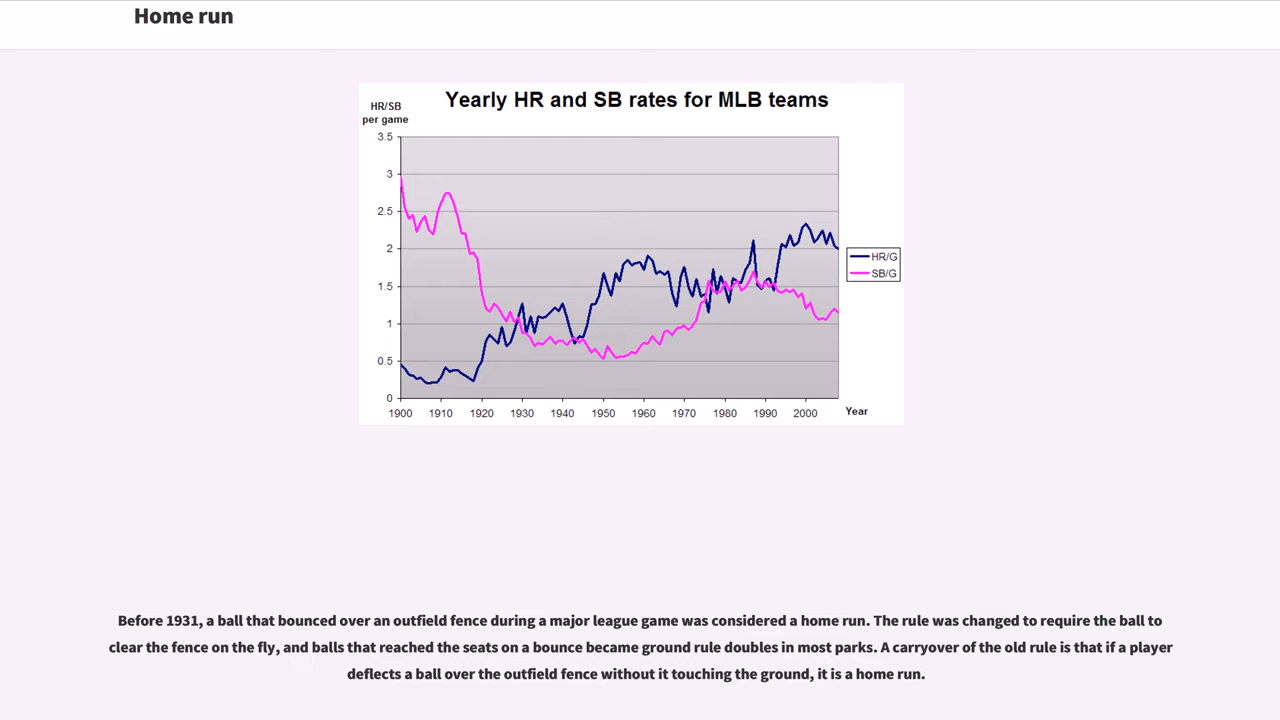 Home run
Yearly HR and SB rates for MLB teams
HR/SB
per game
3.5
3
2.5
2
1.5
1
0.5
0
HR/G
SB/G
1900 1910 1920 1930 1940 1950 1960 1970 1980 1990 2000 Year
Before 1931, a ball that bounced over an outfield fence during a major league game was considered a home run. The rule was changed to require the ball to
clear the fence on the fly, and balls that reached the seats on a bounce became ground rule doubles in most parks. A carryover of the old rule is that if a player
deflects a ball over the outfield fence without it touching the ground, it is a home run.